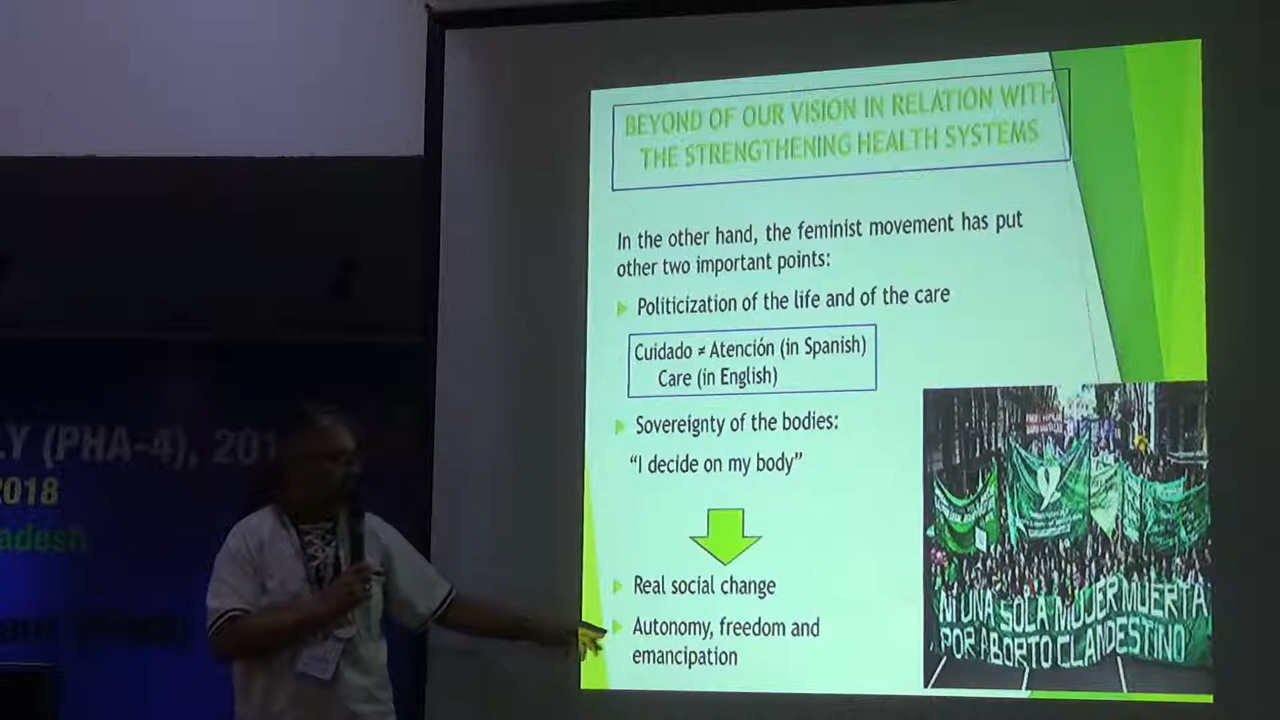 BEYOND OF OUR VISION IN RELATION WITH
THE STRENGTHENING HEALTH SYSTEMS
In the other hand, the feminist movement has put
other two important points:
Politicization of the life and of the care
Cuidado ≠ Atención (in Spanish)
Care (in English)
Sovereignty of the bodies:
“I decide on my body”
Real social change
Autonomy, freedom and
emancipation
NI UNA SOLA MUJER MUERTA
POR ABORTO CLANDESTINO
LY (PHA-4), 201
2018
adesh